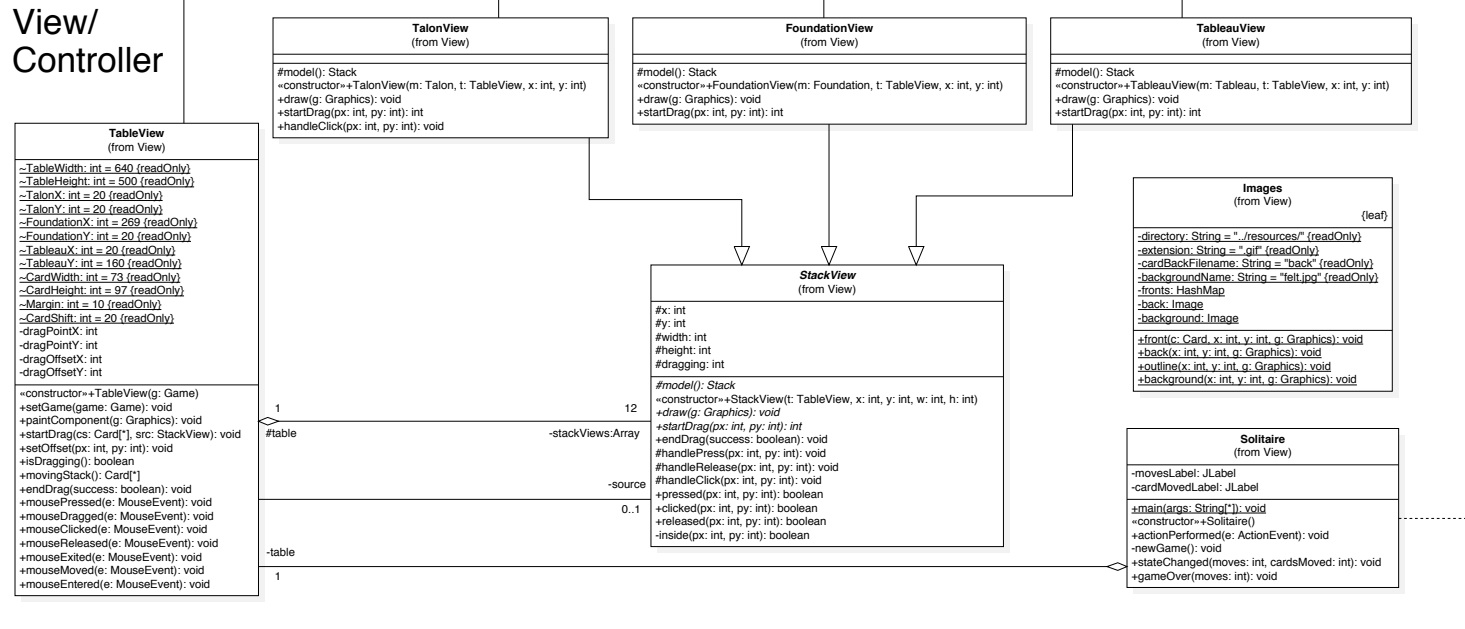 View/
Controller
TalonView
(from View)
#model(): Stack
«constructor»+TalonView(m: Talon, t: TableView, x: int, y: int)
+draw(g: Graphics): void
+startDrag(px: int, py: int): int
+handleClick(px: int, py: int): void
FoundationView
(from View)
#model(): Stack
«constructor»+FoundationView(m: Foundation, t: TableView, x: int, y: int)
+draw(g: Graphics): void
+startDrag(px: int, py: int): int
TableauView
(from View)
#model(): Stack
«constructor»+TableauView(m: Tableau, t: TableView, x: int, y: int)
+draw(g: Graphics): void
+startDrag(px: int, py: int): int
TableView
(from View)
~TableWidth: int = 640 {readOnly}
~TableHeight: int = 500 {readOnly}
~TalonX: int = 20 {readOnly}
~TalonY: int = 20 {readOnly}
~FoundationX: int = 269 {readOnly}
~FoundationY: int = 20 {readOnly}
~TableauX: int = 20 {readOnly}
~TableauY: int = 160 {readOnly}
~CardWidth: int = 73 {readOnly}
~CardHeight: int = 97 {readOnly}
~Margin: int = 10 {readOnly}
~CardShift: int = 20 {readOnly}
-dragPointX: int
-dragPointY: int
-dragOffsetX: int
-dragOffsetY: int
«constructor»+TableView(g: Game)
+setGame(game: Game): void
+paintComponent(g: Graphics): void
+startDrag(cs: Card[*], src: StackView): void
+setOffset(px: int, py: int): void
+isDragging(): boolean
+movingStack(): Card[*]
+endDrag(success: boolean): void
+mousePressed(e: MouseEvent): void
+mouseDragged(e: MouseEvent): void
+mouseClicked(e: MouseEvent): void
+mouseReleased(e: MouseEvent): void
+mouseExited(e: MouseEvent): void
+mouseMoved(e: MouseEvent): void
+mouseEntered(e: MouseEvent): void
1
#table
12
-stackViews:Array
-source
0..1
-table
1
StackView
(from View)
#x: int
#y: int
#width: int
#height: int
#dragging: int
#model(): Stack
«constructor»+StackView(t: TableView, x: int, y: int, w: int, h: int)
+draw(g: Graphics): void
+startDrag(px: int, py: int): int
+endDrag(success: boolean): void
#handlePress(px: int, py: int): void
#handleRelease(px: int, py: int): void
#handleClick(px: int, py: int): void
+pressed(px: int, py: int): boolean
+clicked(px: int, py: int): boolean
+released(px: int, py: int): boolean
-inside(px: int, py: int): boolean
Images
(from View)
{leaf}
-directory: String = "../resources/" {readOnly}
-extension: String = ".gif" {readOnly}
-cardBackFilename: String = "back" {readOnly}
-backgroundName: String = "felt.jpg" {readOnly}
-fronts: HashMap
-back: Image
-background: Image
+front(c: Card, x: int, y: int, g: Graphics): void
+back(x: int, y: int, g: Graphics): void
+outline(x: int, y: int, g: Graphics): void
+background(x: int, y: int, g: Graphics): void
Solitaire
(from View)
-movesLabel: JLabel
-cardMovedLabel: JLabel
+main(args: String[*]): void
«constructor»+Solitaire()
+actionPerformed(e: ActionEvent): void
-newGame(): void
+stateChanged(moves: int, cardsMoved: int): void
+gameOver(moves: int): void